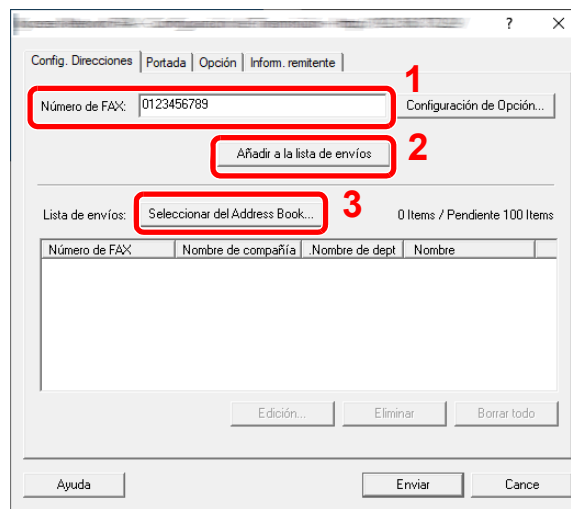 ?
Config. Direcciones Portada Opción Inform. remitente
1
Número de FAX: 0123456789 Configuración de Opción...
Añadir a la lista de envíos 2
Lista de envíos: Seleccionar del Address Book... 3 0 Items / Pendiente 100 Items
Número de FAX Nombre de compañía .Nombre de dept Nombre
Edición... Eliminar Borrar todo
Ayuda Enviar Cance